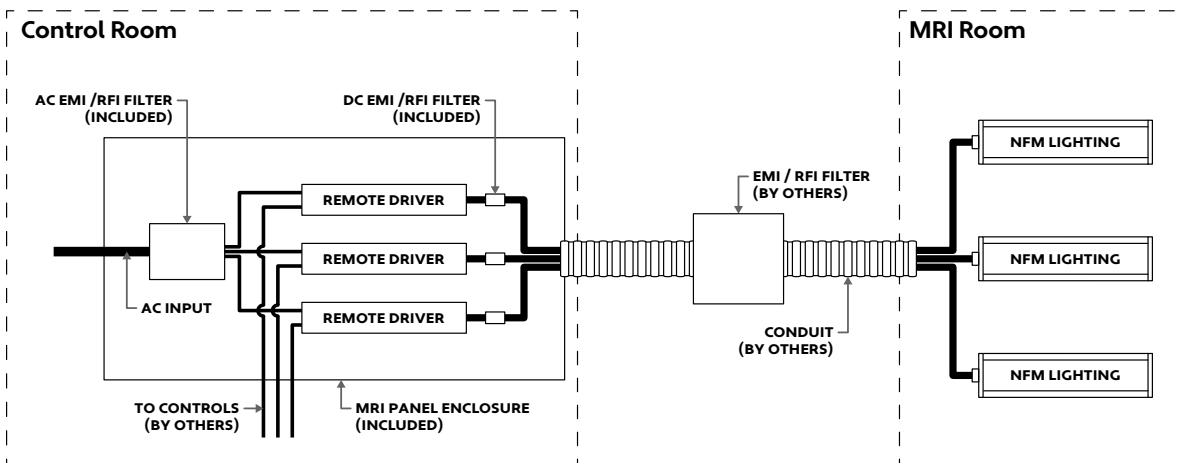 Control Room
MRI Room
AC EMI /RFI FILTER
(INCLUDED)
DC EMI /RFI FILTER
(INCLUDED)
REMOTE DRIVER
REMOTE DRIVER
REMOTE DRIVER
AC INPUT
TO CONTROLS
(BY OTHERS)
MRI PANEL ENCLOSURE
(INCLUDED)
EMI / RFI FILTER
(BY OTHERS)
CONDUIT
(BY OTHERS)
NFM LIGHTING
NFM LIGHTING
NFM LIGHTING